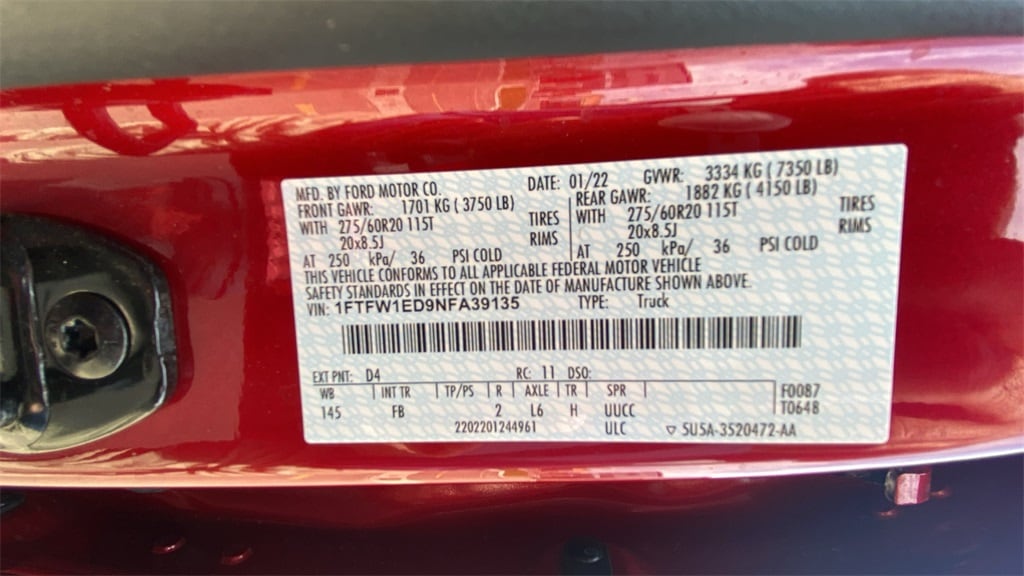 MFD. BY FORD MOTOR CO. DATE: 01/22 GVWR: 3334 KG ( 7350 LB)
FRONT GAWR: 1701 KG ( 3750 LB) REAR GAWR: 1882 KG ( 4150 LB)
WITH 275/60R20 115T TIRES WITH 275/60R20 115T TIRES
20x8.5J RIMS 20x8.5J RIMS
AT 250 kPa/ 36 PSI COLD AT 250 kPa/ 36 PSI COLD
THIS VEHICLE CONFORMS TO ALL APPLICABLE FEDERAL MOTOR VEHICLE
SAFETY STANDARDS IN EFFECT ON THE DATE OF MANUFACTURE SHOWN ABOVE.
VIN: 1FTFW1ED9NFA39135 TYPE: Truck
EXT PNT: D4 RC: 11 DSO:
WB INT TR TP/PS R AXLE TR SPR F0087
145 FB 2 L6 H UUCC T0648
2202201244961 ULC ▽ SU5A-3520472-AA